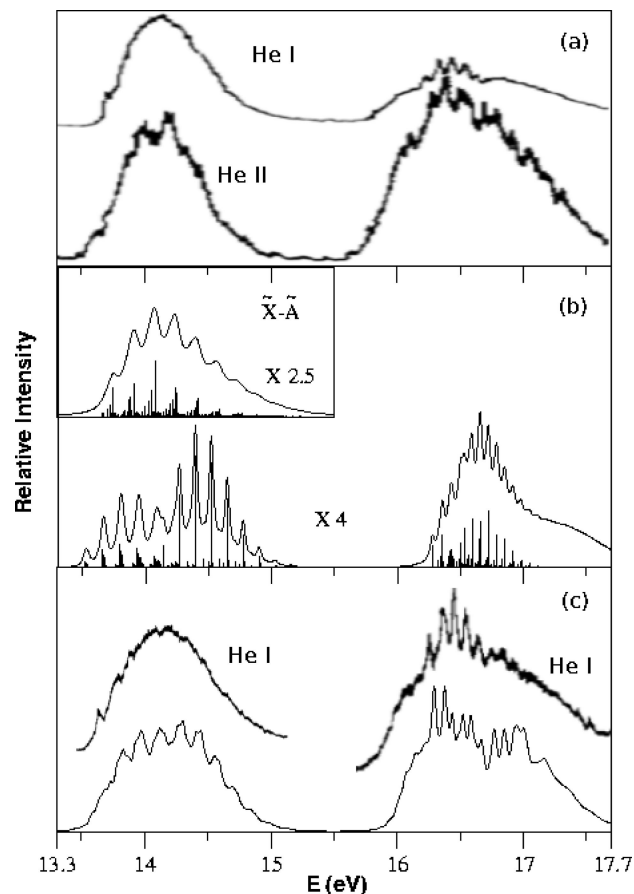 (a)
He I
He II
(b)
X̃-Ã
X 2.5
X 4
(c)
He I
He I
Relative Intensity
13.3 14 15 16 17 17.7
E (eV)